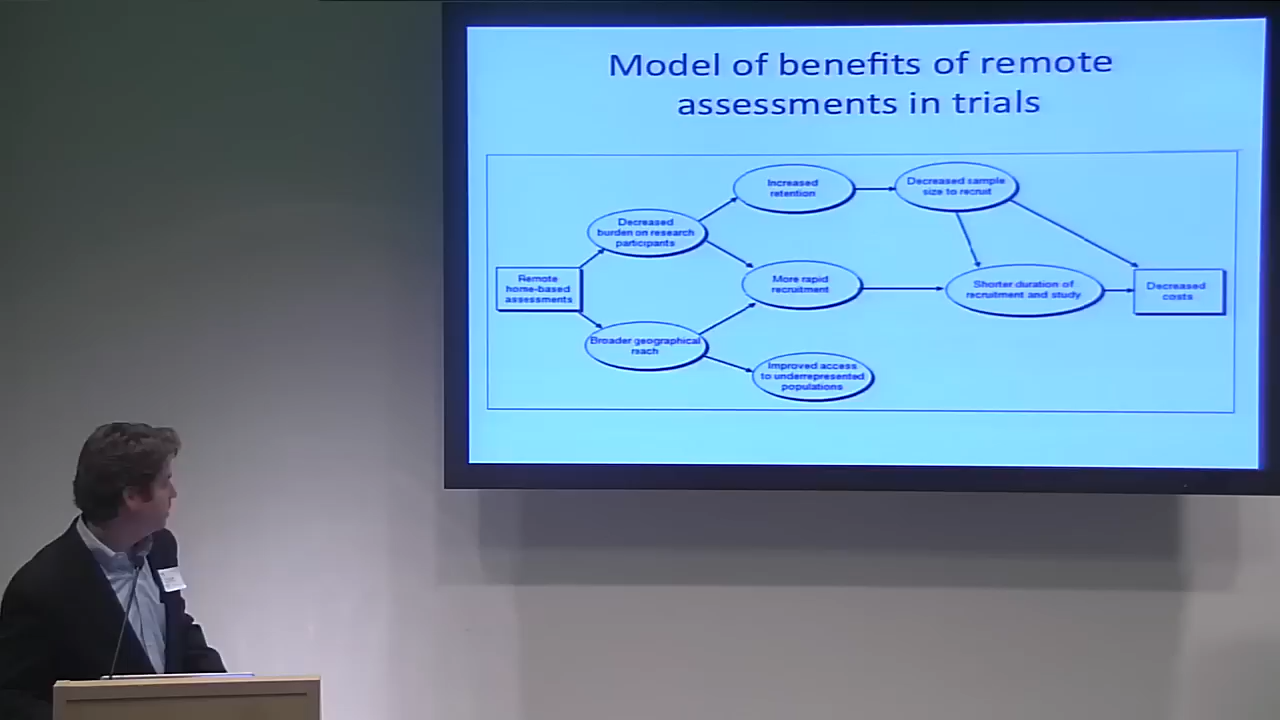 Model of benefits of remote
assessments in trials
Remote
home-based
assessments
Decreased
burden on research
participants
Broader geographical
reach
Increased
retention
More rapid
recruitment
Improved access
to underrepresented
populations
Decreased sample
size to recruit
Shorter duration of
recruitment and study
Decreased
costs